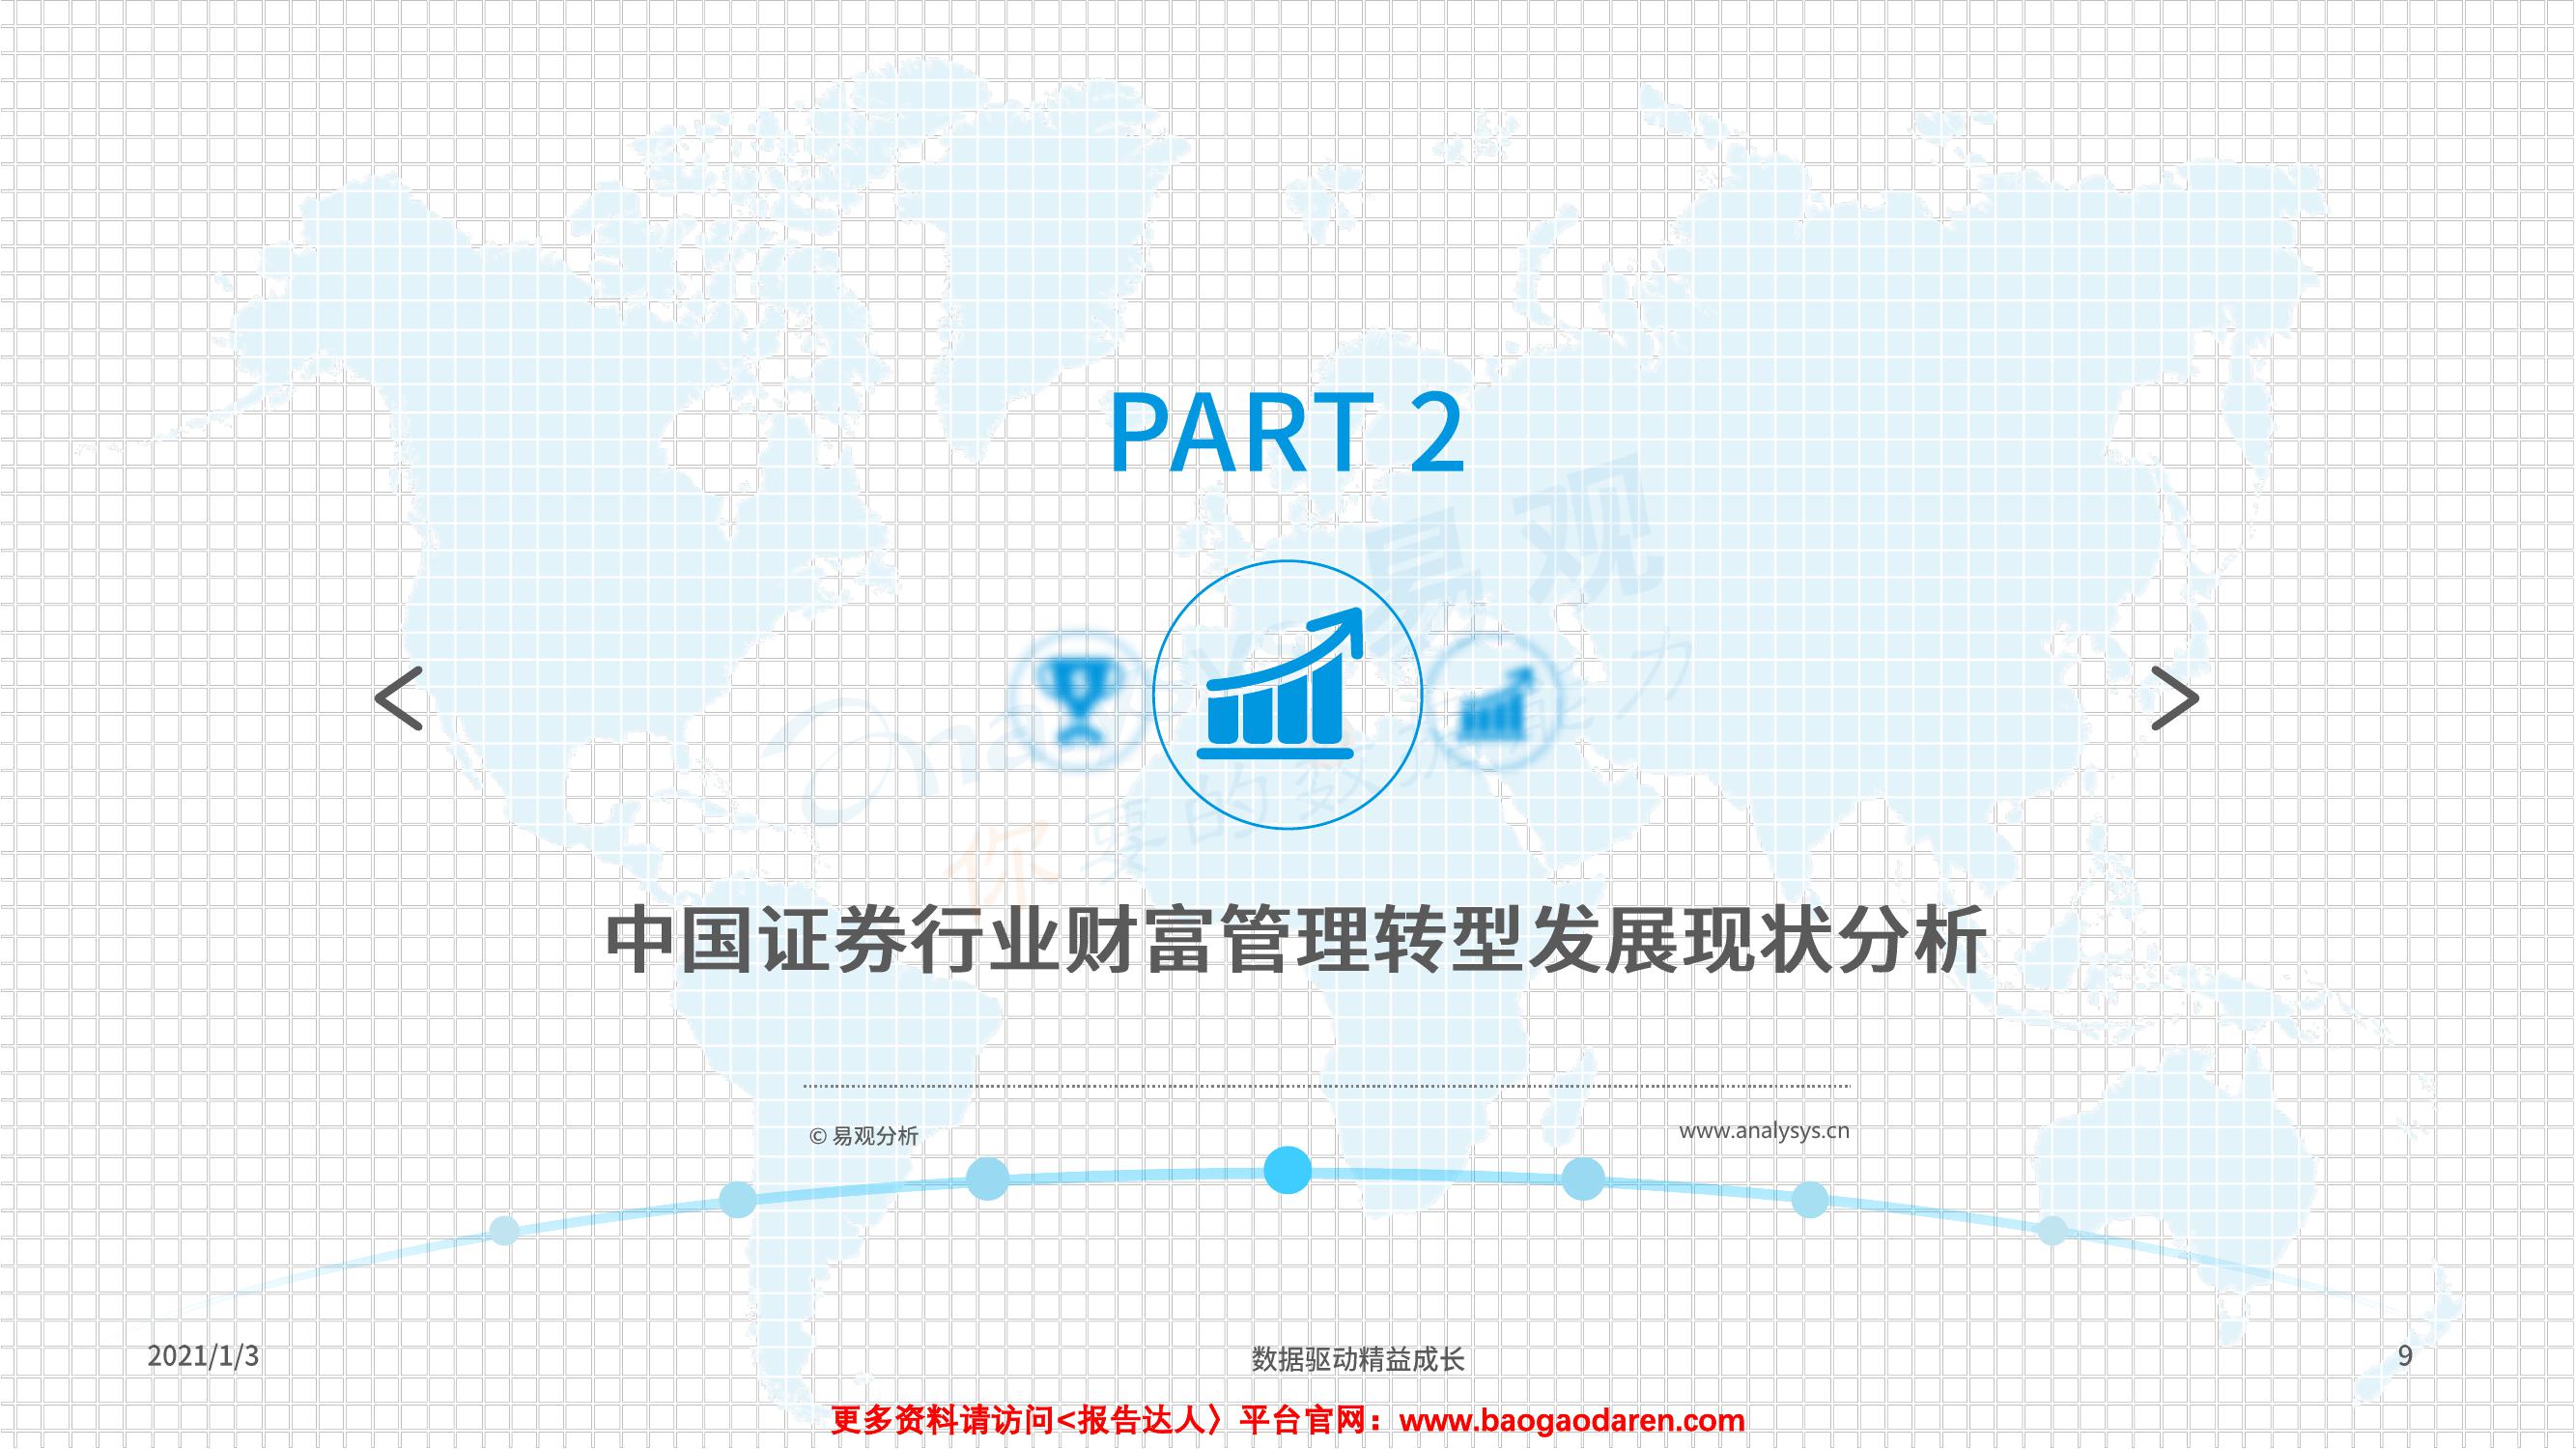 PART 2
易观
你要的数据能力
中国证券行业财富管理转型发展现状分析
© 易观分析
www.analysys.cn
2021/1/3
数据驱动精益成长
9
更多资料请访问<报告达人〉平台官网：www.baogaodaren.com